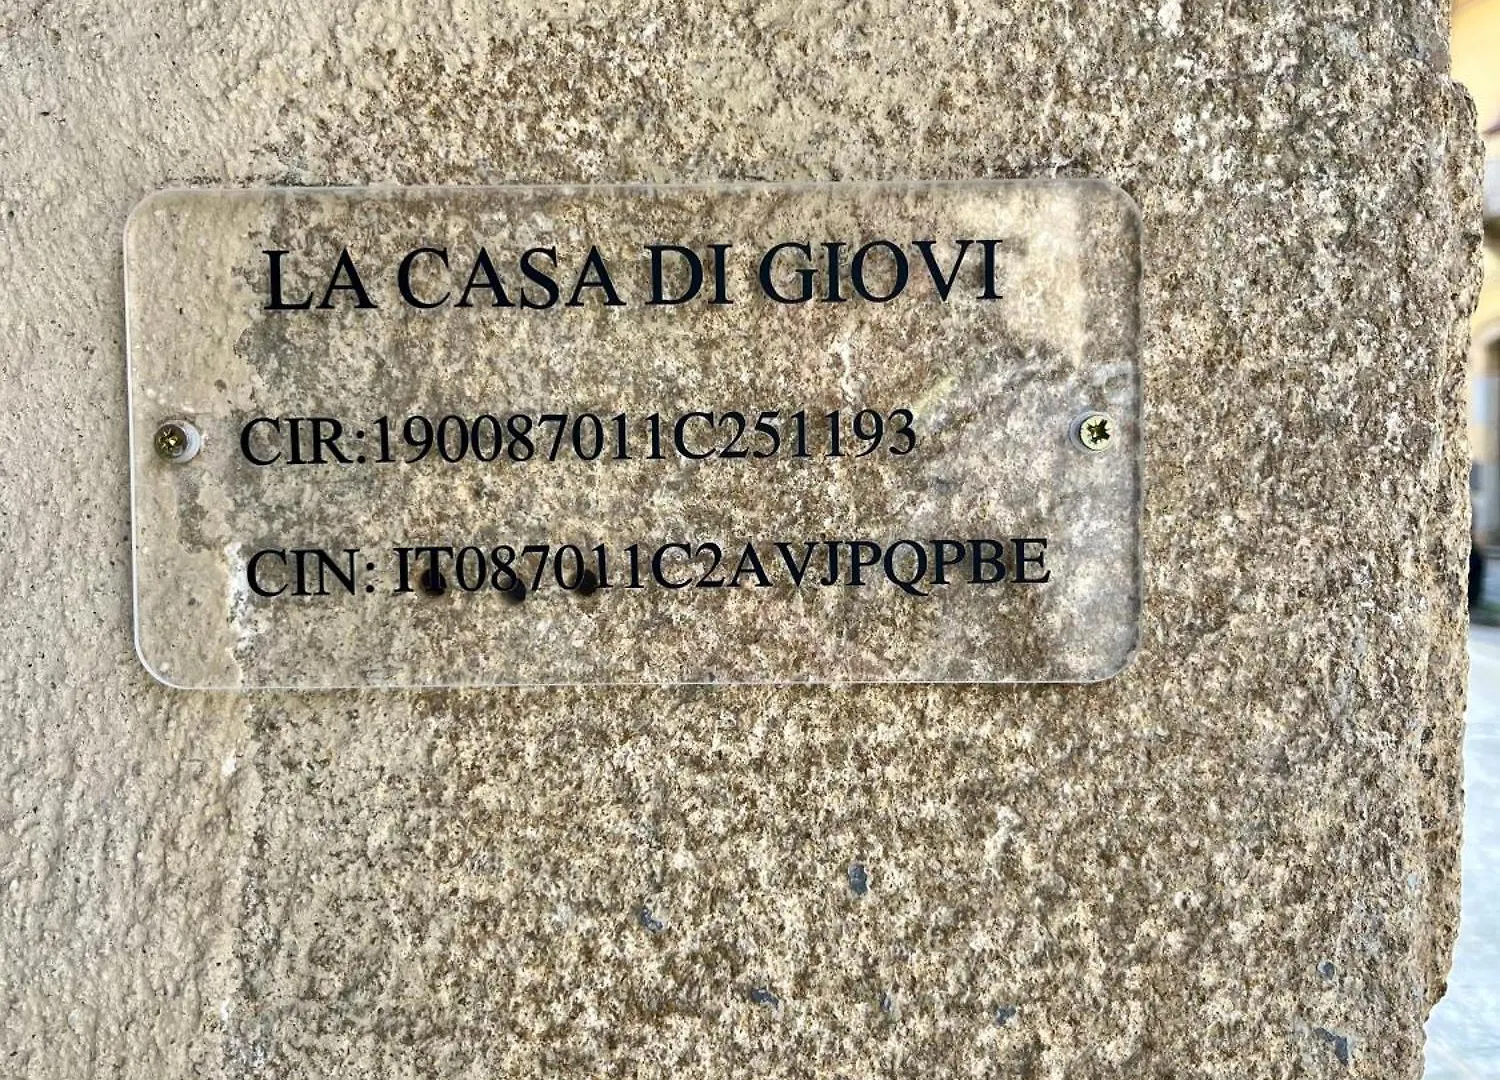 LA CASA DI GIOVI
CIR:190087011C251193
CIN: IT087011C2AVJPQPBE